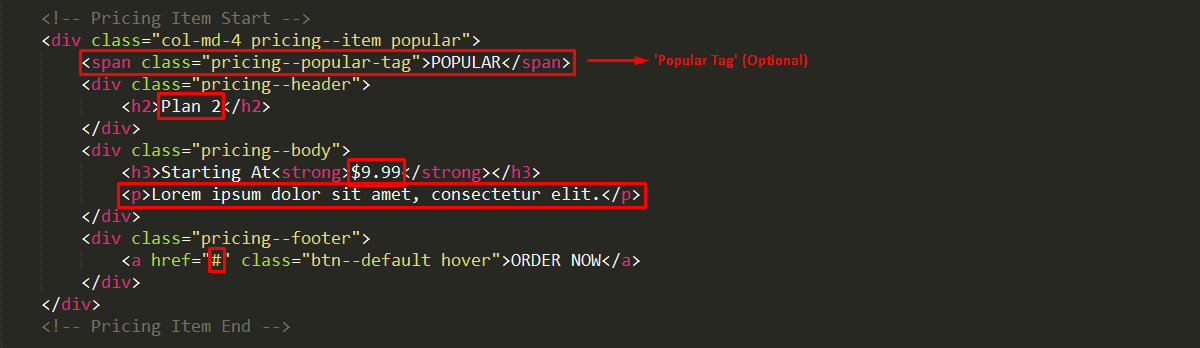 <!-- Pricing Item Start -->
<div class="col-md-4 pricing--item popular">
<span class="pricing--popular-tag">POPULAR</span> 'Popular Tag' (Optional)
<div class="pricing--header">
<h2>Plan 2</h2>
</div>
<div class="pricing--body">
<h3>Starting At<strong>$9.99</strong></h3>
<p>Lorem ipsum dolor sit amet, consectetur elit.</p>
</div>
<div class="pricing--footer">
<a href="#" class="btn--default hover">ORDER NOW</a>
</div>
</div>
<!-- Pricing Item End -->